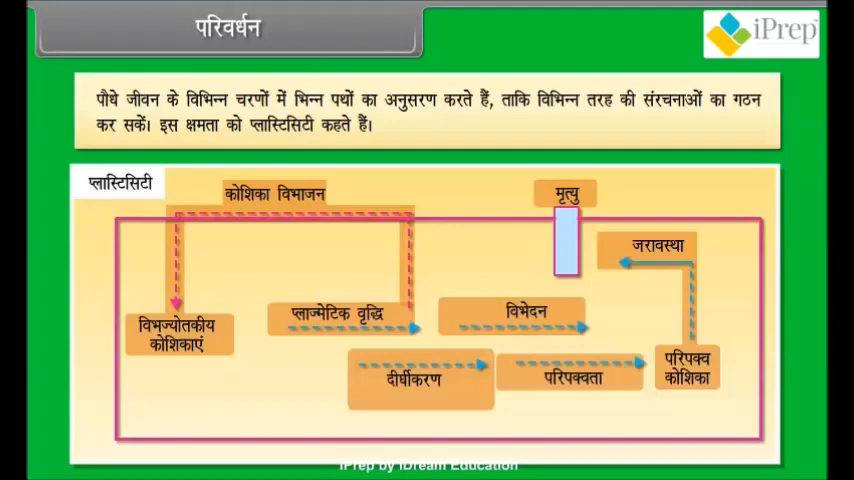 परिवर्धन
iPrep
पौधे जीवन के विभिन्न चरणों में भिन्न पथों का अनुसरण करते हैं, ताकि विभिन्न तरह की संरचनाओं का गठन
कर सकें। इस क्षमता को प्लास्टिसिटी कहते हैं।
प्लास्टिसिटी
कोशिका विभाजन
मृत्यु
जरावस्था
प्लाज्मेटिक वृद्धि
विभेदन
विभज्योतकीय
कोशिकाएं
दीर्घीकरण
परिपक्वता
परिपक्व
कोशिका
iPrep by iDream Education